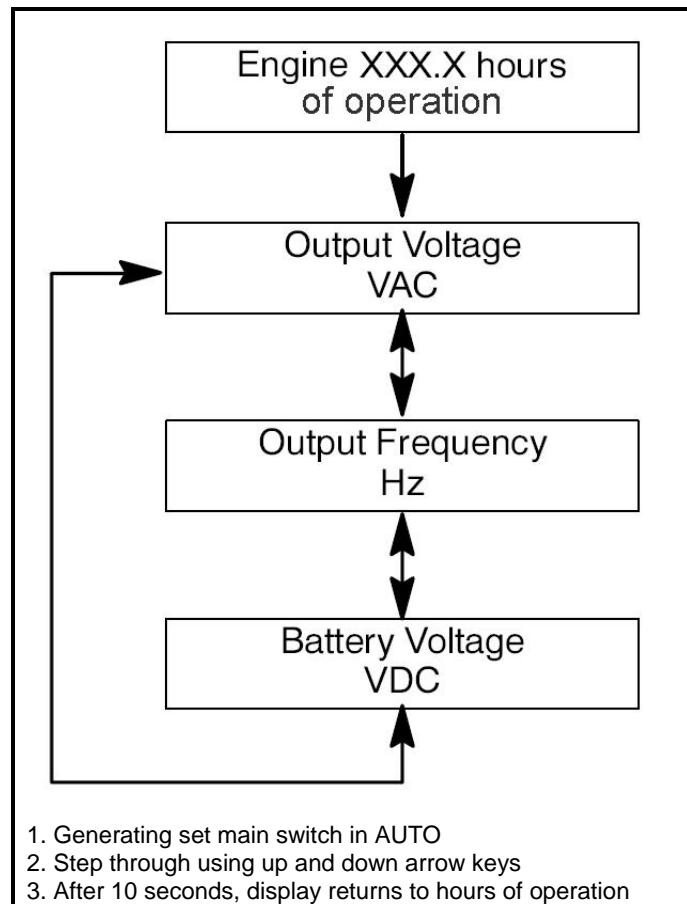 Engine XXX.X hours
of operation
Output Voltage
VAC
Output Frequency
Hz
Battery Voltage
VDC
1. Generating set main switch in AUTO
2. Step through using up and down arrow keys
3. After 10 seconds, display returns to hours of operation